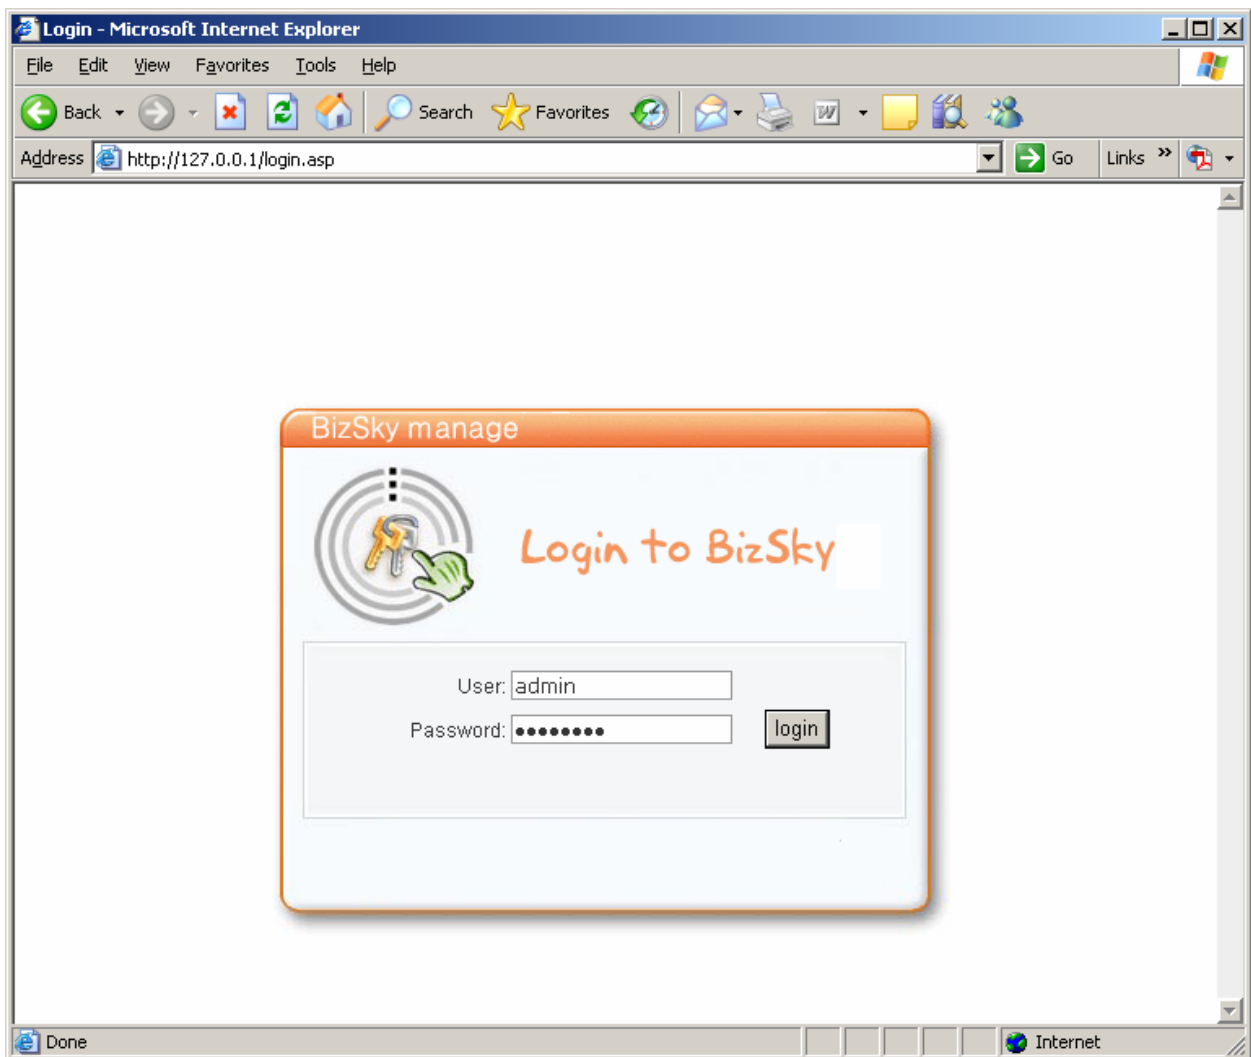 Login - Microsoft Internet Explorer
File Edit View Favorites Tools Help
Back Search Favorites W
Address http://127.0.0.1/login.asp Go Links »
BizSky manage
Login to BizSky
User: admin
Password: ●●●●●●●● login
Done Internet